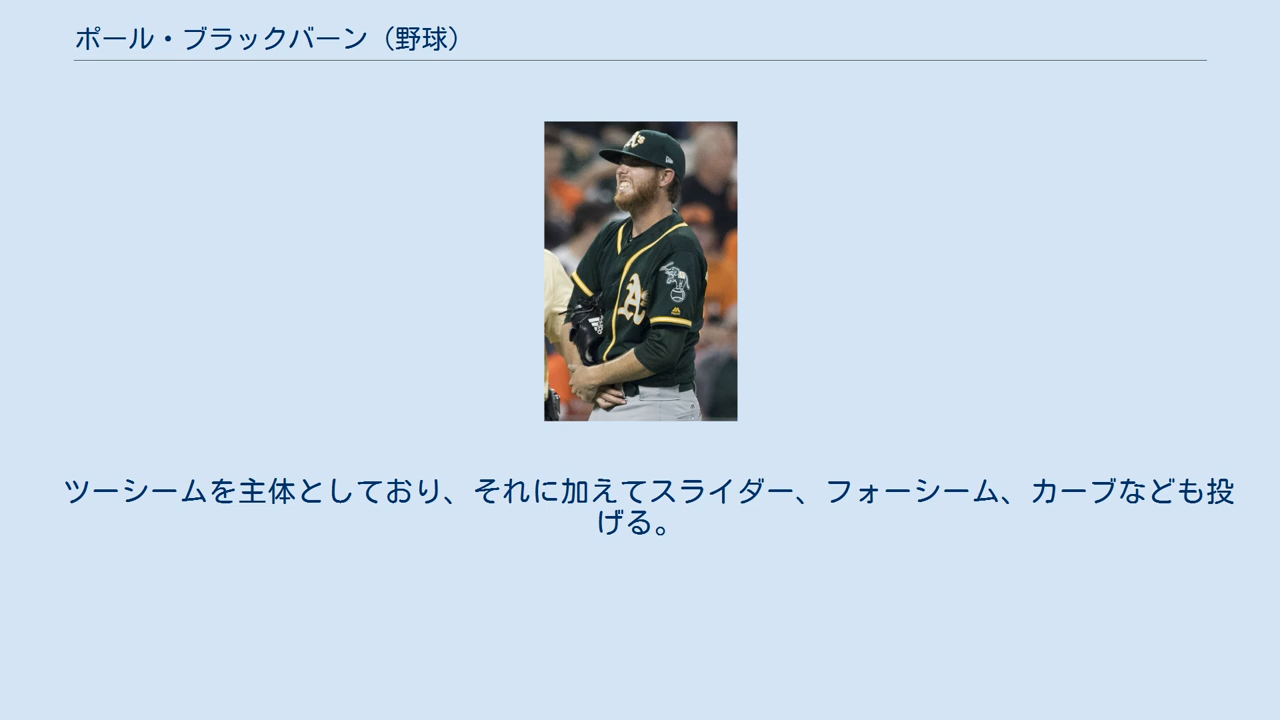 ポール・ブラックバーン（野球）
A's
A's
adidas
ツーシームを主体としており、それに加えてスライダー、フォーシーム、カーブなども投
げる。